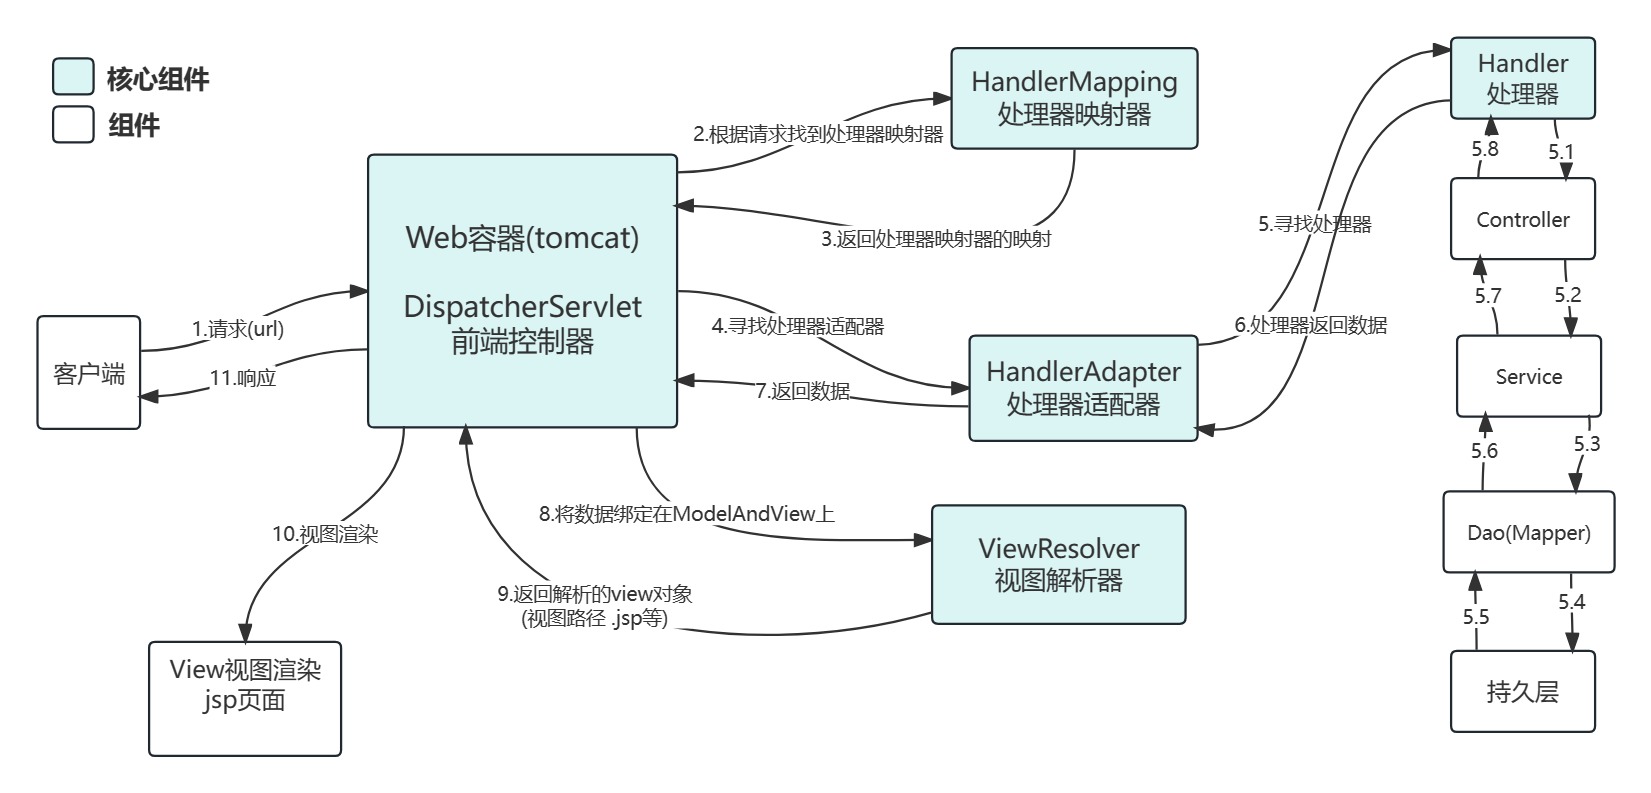 核心组件
组件
客户端
1.请求(url)
11.响应
Web容器(tomcat)
DispatcherServlet
前端控制器
2.根据请求找到处理器映射器
HandlerMapping
处理器映射器
3.返回处理器映射器的映射
4.寻找处理器适配器
HandlerAdapter
处理器适配器
7.返回数据
5.寻找处理器
6.处理器返回数据
Handler
处理器
5.8
5.1
Controller
5.7
5.2
Service
5.6
5.3
Dao(Mapper)
5.5
5.4
持久层
8.将数据绑定在ModelAndView上
ViewResolver
视图解析器
9.返回解析的view对象
(视图路径 .jsp等)
10.视图渲染
View视图渲染
jsp页面